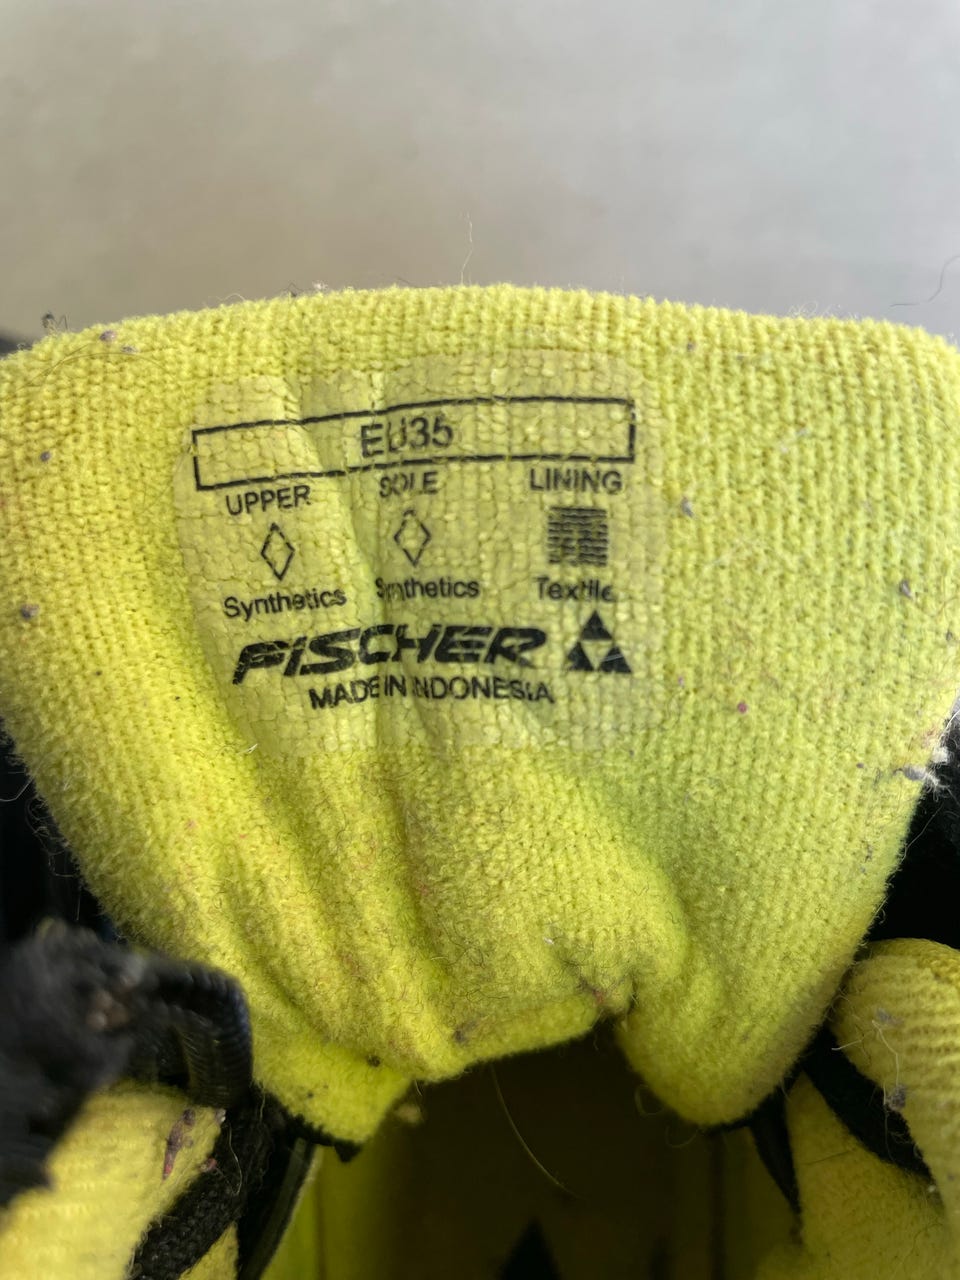 EU35
UPPER SOLE LINING
Synthetics Synthetics Textile
FISCHER
MADE IN INDONESIA